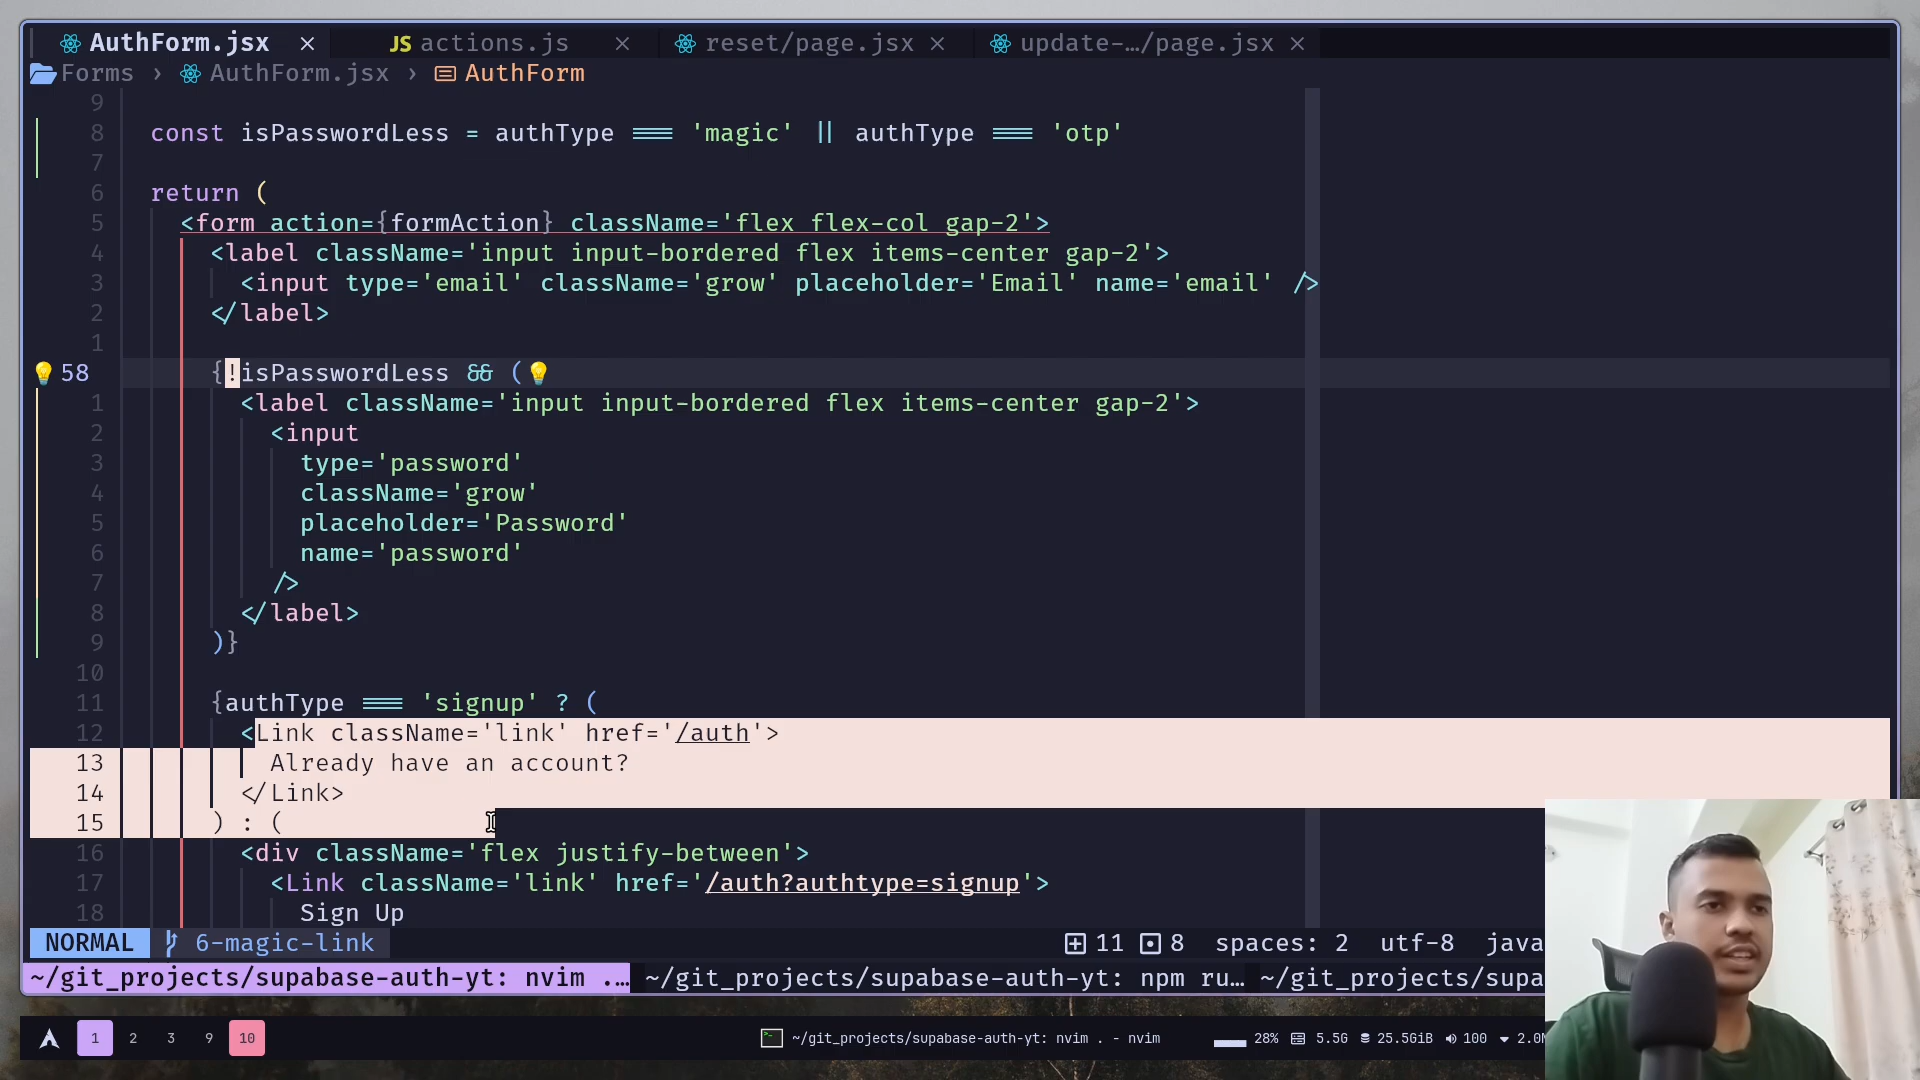 AuthForm.jsx × JS actions.js × reset/page.jsx × update-…/page.jsx ×
Forms › AuthForm.jsx › AuthForm
9
8 const isPasswordLess = authType === 'magic' || authType === 'otp'
7
6 return (
5 <form action={formAction} className='flex flex-col gap-2'>
4 <label className='input input-bordered flex items-center gap-2'>
3 <input type='email' className='grow' placeholder='Email' name='email' />
2 </label>
1
58 {!isPasswordLess && (
1 <label className='input input-bordered flex items-center gap-2'>
2 <input
3 type='password'
4 className='grow'
5 placeholder='Password'
6 name='password'
7 />
8 </label>
9 )}
10
11 {authType === 'signup' ? (
12 <Link className='link' href='/auth'>
13 Already have an account?
14 </Link>
15 ) : (
16 <div className='flex justify-between'>
17 <Link className='link' href='/auth?authtype=signup'>
18 Sign Up
NORMAL 6-magic-link 11 8 spaces: 2 utf-8 java
~/git_projects/supabase-auth-yt: nvim .… ~/git_projects/supabase-auth-yt: npm ru… ~/git_projects/supa
1 2 3 9 10 ~/git_projects/supabase-auth-yt: nvim . - nvim 28% 5.5G 25.5GiB 100 2.0M